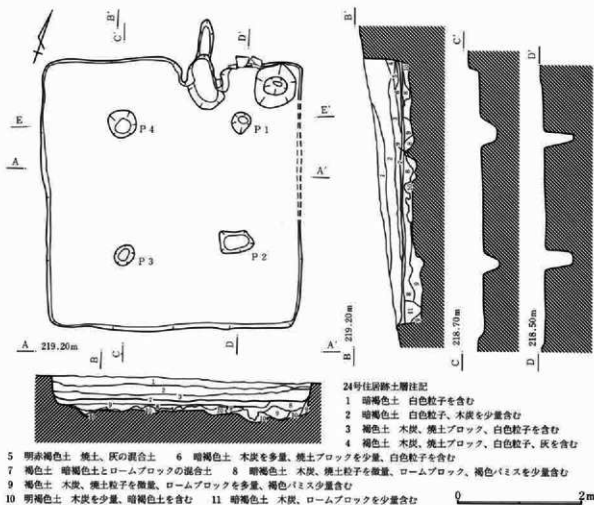 B′
C′
D′
B′
C′
D′
E
E′
P4
P1
A
A′
P3
P2
A 219.20m
A′
B
C
D
B 219.20m
C 218.70m
D 218.50m
24号住居跡土層注記
1 暗褐色土 白色粒子を含む
2 暗褐色土 白色粒子、木炭を少量含む
3 褐色土 木炭、焼土ブロック、白色粒子を含む
4 褐色土 木炭、焼土ブロック、白色粒子、灰を含む
5 明赤褐色土 焼土、灰の混合土 6 暗褐色土 木炭を多量、焼土ブロックを少量、白色粒子を含む
7 褐色土 暗褐色土とロームブロックの混合土 8 暗褐色土 木炭、焼土粒子を微量、ロームブロック、褐色パミスを少量含む
9 褐色土 木炭、焼土粒子を微量、ロームブロックを多量、褐色パミス少量含む
10 明褐色土 木炭を少量、暗褐色土を含む 11 暗褐色土 木炭、ロームブロックを少量含む
0 2m